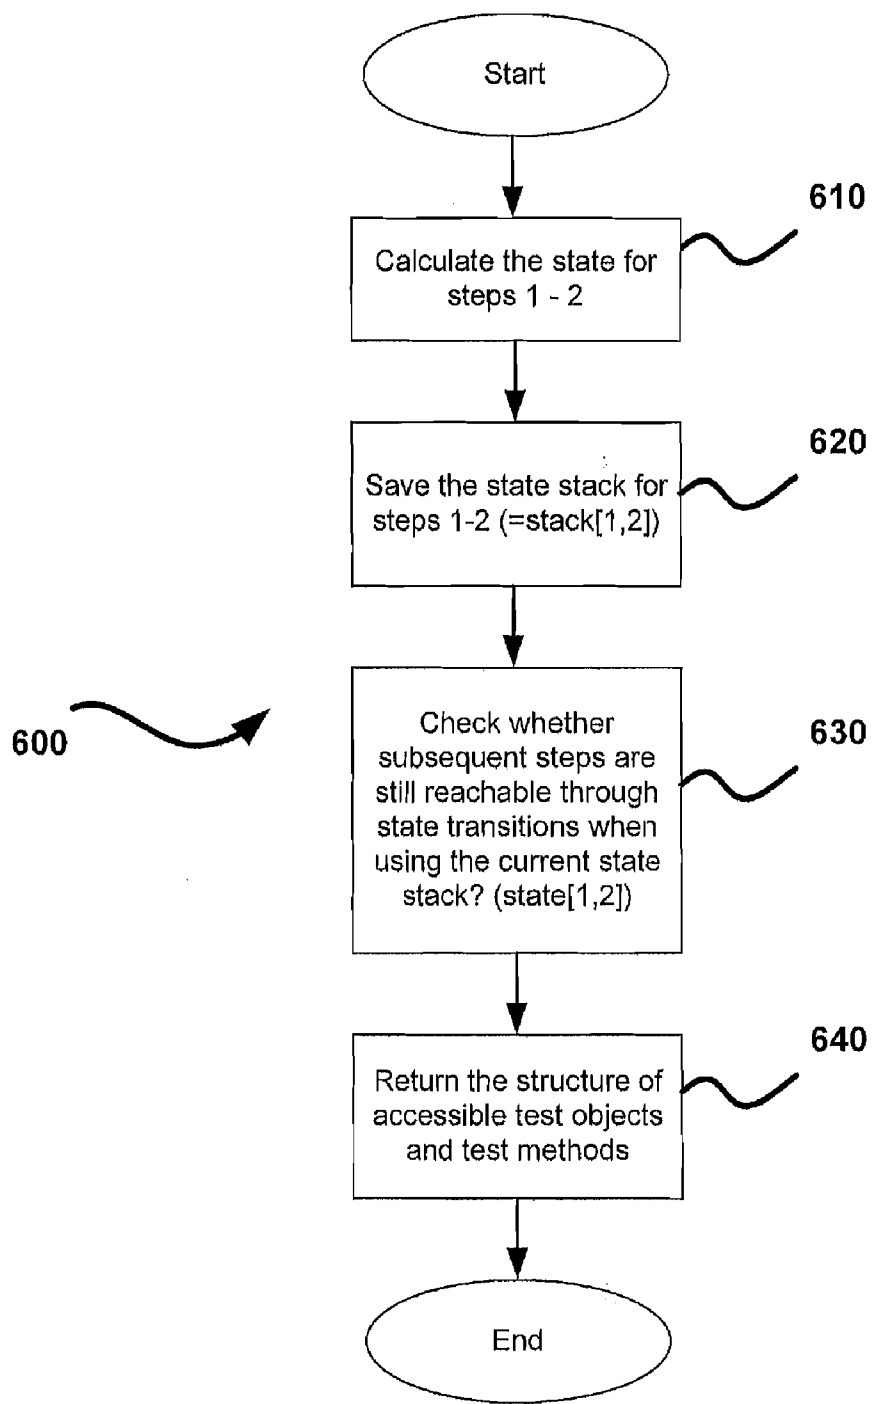 Start
610
Calculate the state for
steps 1 - 2
620
Save the state stack for
steps 1-2 (=stack[1,2])
600
630
Check whether
subsequent steps are
still reachable through
state transitions when
using the current state
stack? (state[1,2])
640
Return the structure of
accessible test objects
and test methods
End